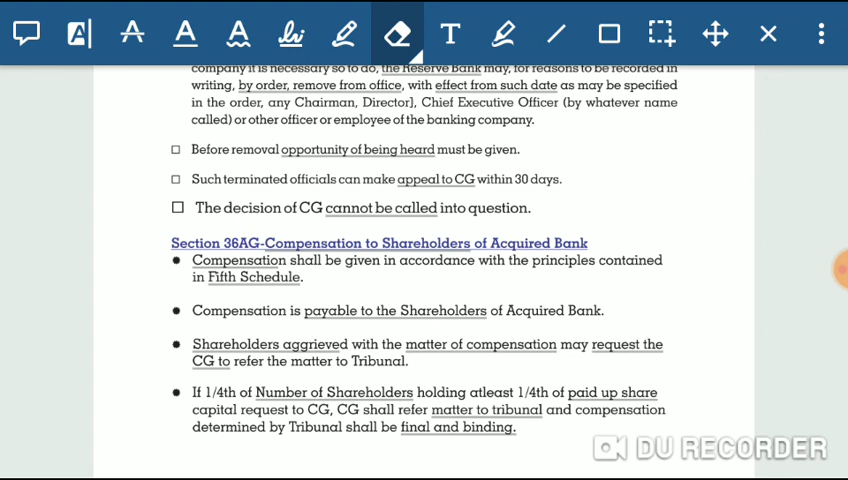 A
A
A
A
T
company it is necessary so to do, the Reserve Bank may, for reasons to be recorded in
writing, by order, remove from office, with effect from such date as may be specified
in the order, any Chairman, Director], Chief Executive Officer (by whatever name
called) or other officer or employee of the banking company.
Before removal opportunity of being heard must be given.
Such terminated officials can make appeal to CG within 30 days.
The decision of CG cannot be called into question.
Section 36AG-Compensation to Shareholders of Acquired Bank
Compensation shall be given in accordance with the principles contained
in Fifth Schedule.
Compensation is payable to the Shareholders of Acquired Bank.
Shareholders aggrieved with the matter of compensation may request the
CG to refer the matter to Tribunal.
If 1/4th of Number of Shareholders holding atleast 1/4th of paid up share
capital request to CG, CG shall refer matter to tribunal and compensation
determined by Tribunal shall be final and binding.
DU RECORDER